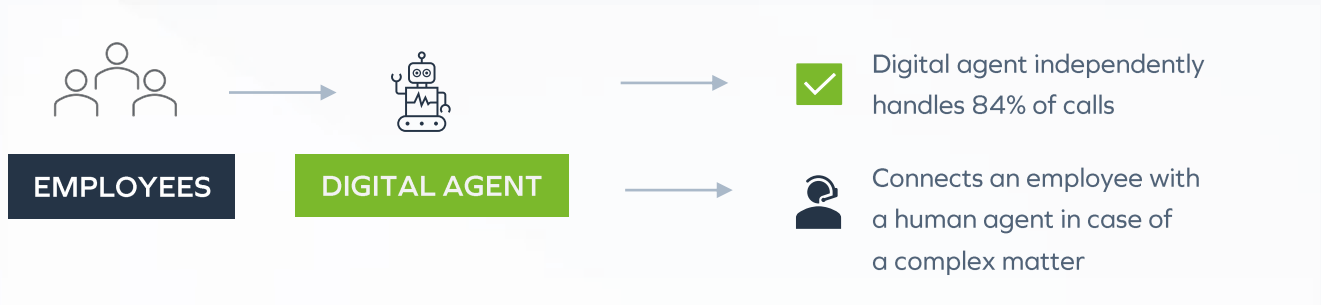 EMPLOYEES
DIGITAL AGENT
Digital agent independently
handles 84% of calls
Connects an employee with
a human agent in case of
a complex matter